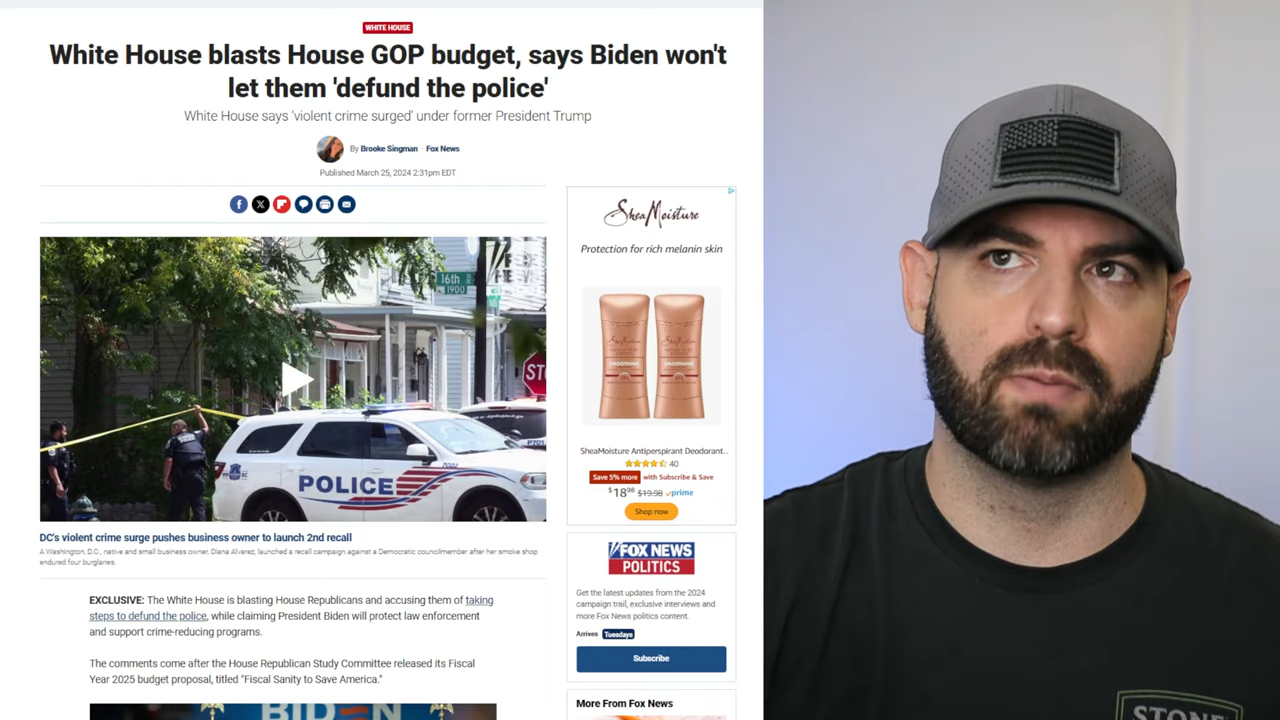 WHITE HOUSE
White House blasts House GOP budget, says Biden won't
let them 'defund the police'
White House says 'violent crime surged' under former President Trump
By Brooke Singman · Fox News
Published March 25, 2024 2:31pm EDT
16th
1900
STO
POLICE
DC's violent crime surge pushes business owner to launch 2nd recall
A Washington, D.C., native and small business owner, Diana Alvarez, launched a recall campaign against a Democratic councilmember after her smoke shop
endured four burglaries.
EXCLUSIVE: The White House is blasting House Republicans and accusing them of taking
steps to defund the police, while claiming President Biden will protect law enforcement
and support crime-reducing programs.
The comments come after the House Republican Study Committee released its Fiscal
Year 2025 budget proposal, titled "Fiscal Sanity to Save America."
BIDEN
SheaMoisture
Protection for rich melanin skin
SheaMoisture Antiperspirant Deodorant...
40
Save 5% more with Subscribe & Save
$18.98 $19.98 prime
Shop now
FOX NEWS
POLITICS
Get the latest updates from the 2024
campaign trail, exclusive interviews and
more Fox News politics content.
Arrives Tuesdays
Subscribe
More From Fox News
STONE